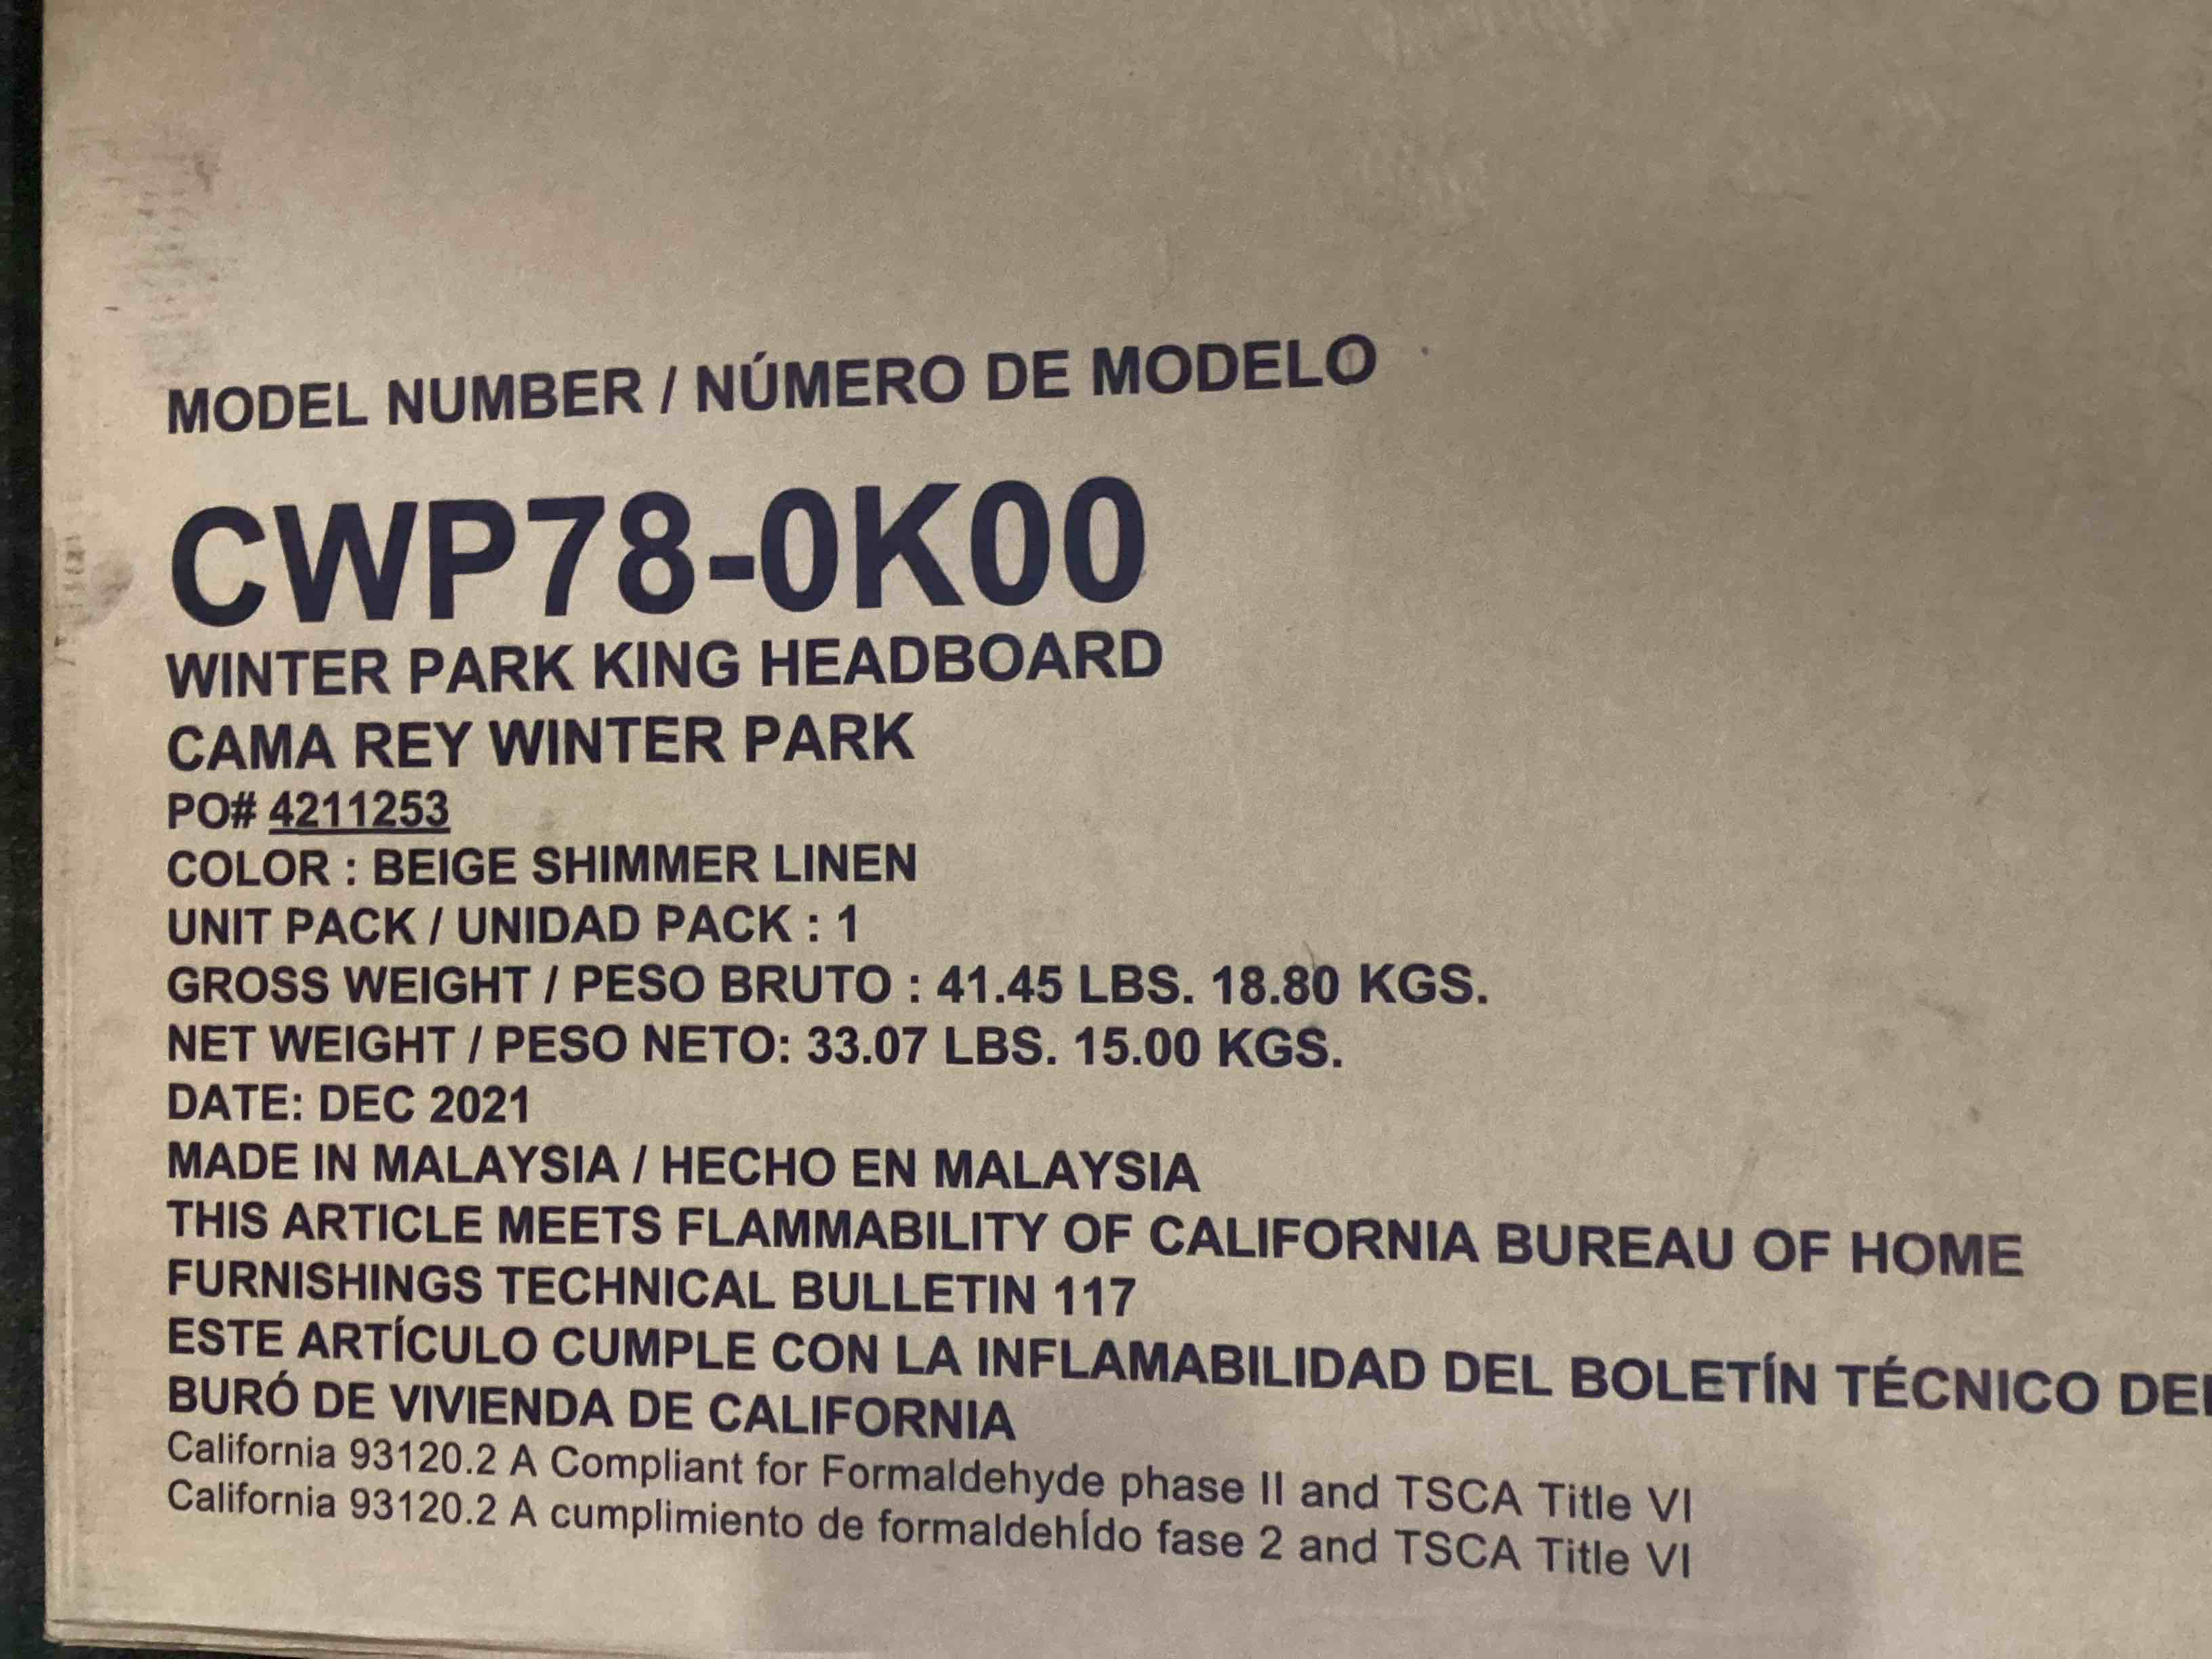 MODEL NUMBER / NÚMERO DE MODELO
CWP78-0K00
WINTER PARK KING HEADBOARD
CAMA REY WINTER PARK
PO# 4211253
COLOR : BEIGE SHIMMER LINEN
UNIT PACK / UNIDAD PACK : 1
GROSS WEIGHT / PESO BRUTO : 41.45 LBS. 18.80 KGS.
NET WEIGHT / PESO NETO: 33.07 LBS. 15.00 KGS.
DATE: DEC 2021
MADE IN MALAYSIA / HECHO EN MALAYSIA
THIS ARTICLE MEETS FLAMMABILITY OF CALIFORNIA BUREAU OF HOME
FURNISHINGS TECHNICAL BULLETIN 117
ESTE ARTÍCULO CUMPLE CON LA INFLAMABILIDAD DEL BOLETÍN TÉCNICO
BURÓ DE VIVIENDA DE CALIFORNIA
California 93120.2 A Compliant for Formaldehyde phase II and TSCA Title VI
California 93120.2 A cumplimiento de formaldehÍdo fase 2 and TSCA Title VI